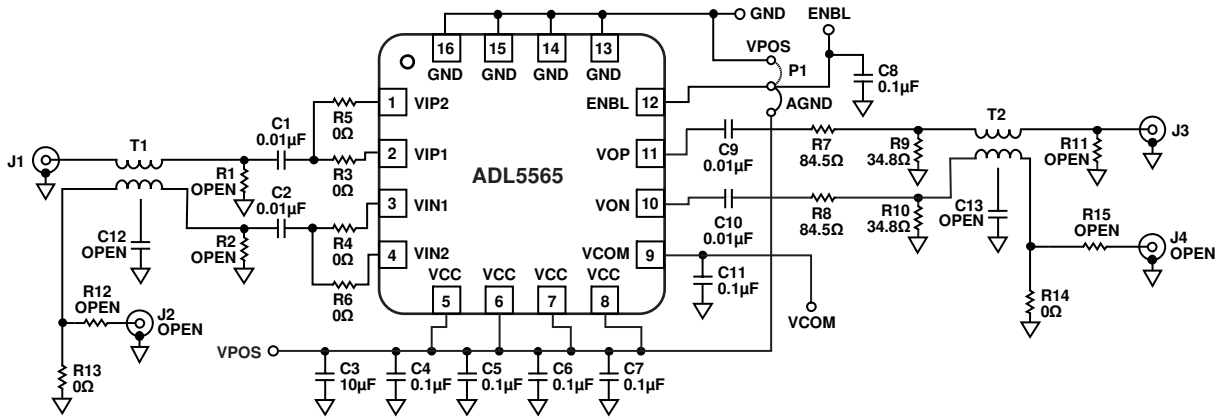 GND
ENBL
16
15
14
13
GND
GND
GND
GND
VPOS
P1
C8
0.1µF
AGND
1
VIP2
ENBL
12
R5
0Ω
C1
0.01µF
T1
J1
2
VIP1
R3
0Ω
R1
OPEN
ADL5565
VOP
11
C9
0.01µF
R7
84.5Ω
R9
34.8Ω
T2
R11
OPEN
J3
C2
0.01µF
3
VIN1
R4
0Ω
R2
OPEN
C12
OPEN
VON
10
C10
0.01µF
R8
84.5Ω
R10
34.8Ω
C13
OPEN
R15
OPEN
J4
OPEN
4
VIN2
R6
0Ω
VCOM
9
C11
0.1µF
VCOM
R14
0Ω
VCC
VCC
VCC
VCC
5
6
7
8
R12
OPEN
J2
OPEN
R13
0Ω
VPOS
C3
10µF
C4
0.1µF
C5
0.1µF
C6
0.1µF
C7
0.1µF